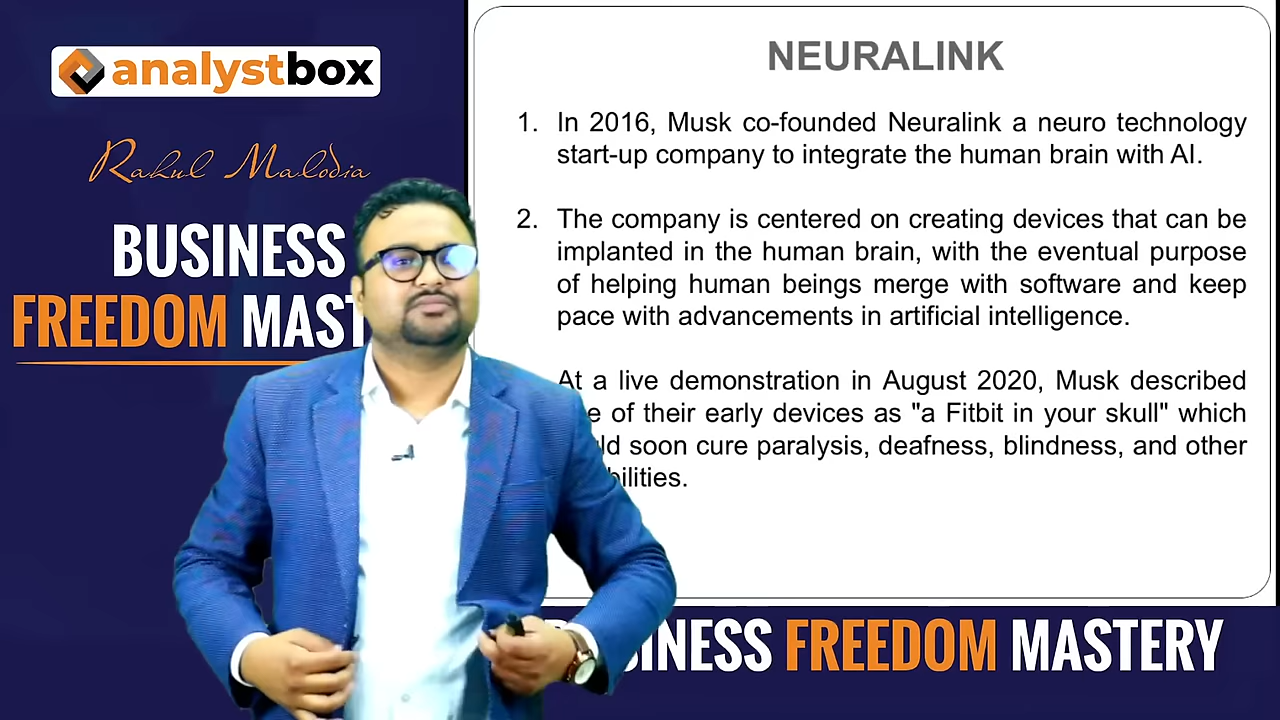 analystbox
Rahul Malodia
BUSINESS
FREEDOM MAST
NEURALINK
1. In 2016, Musk co-founded Neuralink a neuro technology
start-up company to integrate the human brain with AI.
2. The company is centered on creating devices that can be
implanted in the human brain, with the eventual purpose
of helping human beings merge with software and keep
pace with advancements in artificial intelligence.
At a live demonstration in August 2020, Musk described
e of their early devices as "a Fitbit in your skull" which
ld soon cure paralysis, deafness, blindness, and other
bilities.
SINESS FREEDOM MASTERY